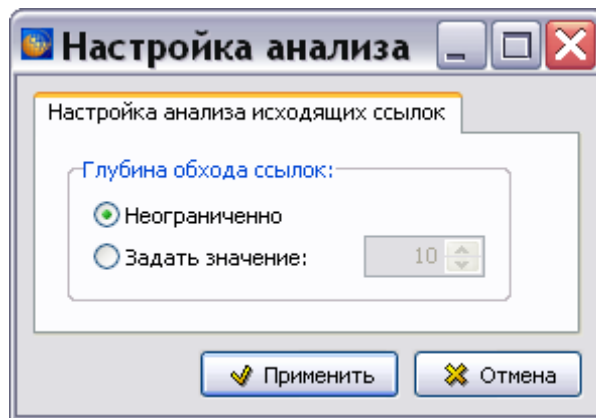 Настройка анализа
Настройка анализа исходящих ссылок
Глубина обхода ссылок:
Неограниченно
Задать значение: 10
Применить Отмена